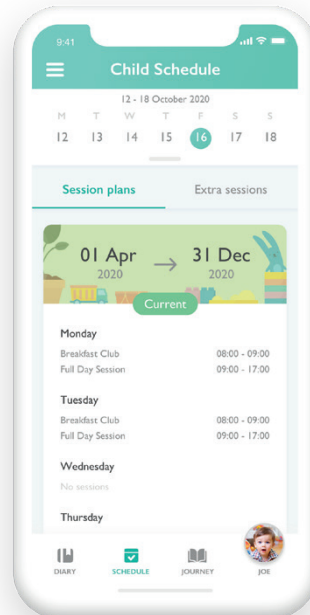 9:41
Child Schedule
12 - 18 October 2020
M T W T F S S
12 13 14 15 16 17 18
Session plans Extra sessions
01 Apr → 31 Dec
2020 2020
Current
Monday
Breakfast Club 08:00 - 09:00
Full Day Session 09:00 - 17:00
Tuesday
Breakfast Club 08:00 - 09:00
Full Day Session 09:00 - 17:00
Wednesday
No sessions
Thursday
DIARY SCHEDULE JOURNEY JOE